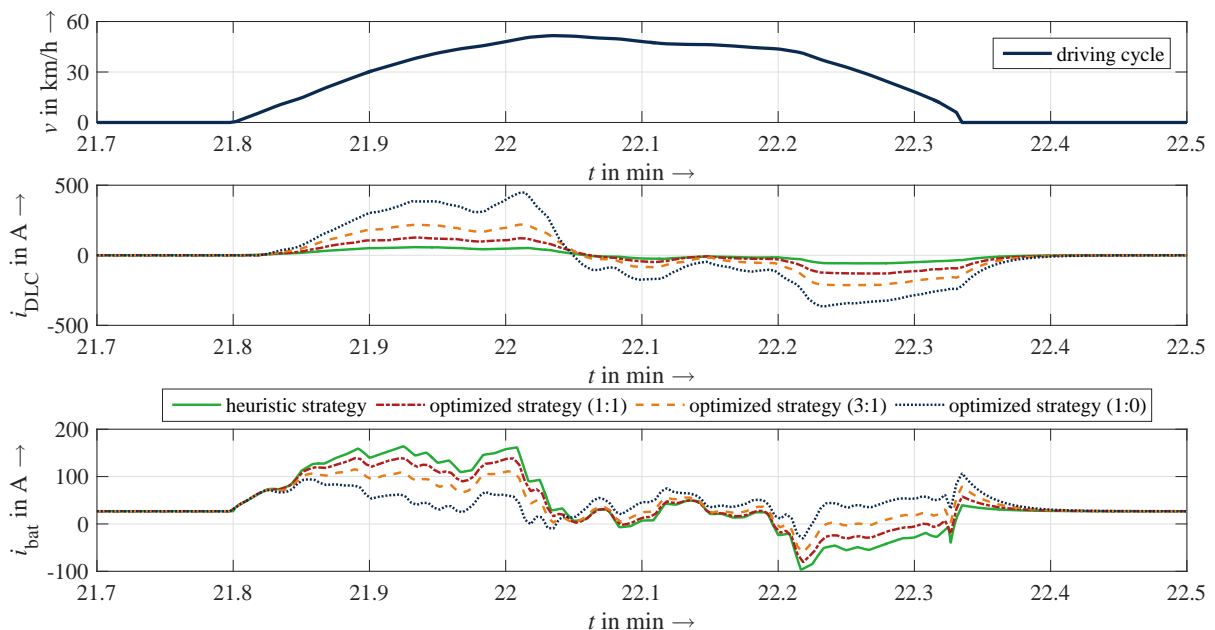 60
30
0
v in km/h →
driving cycle
21.7 21.8 21.9 22 22.1 22.2 22.3 22.4 22.5
t in min →
500
0
-500
i_DLC in A →
21.7 21.8 21.9 22 22.1 22.2 22.3 22.4 22.5
t in min →
heuristic strategy optimized strategy (1:1) optimized strategy (3:1) optimized strategy (1:0)
200
100
0
-100
i_bat in A →
21.7 21.8 21.9 22 22.1 22.2 22.3 22.4 22.5
t in min →